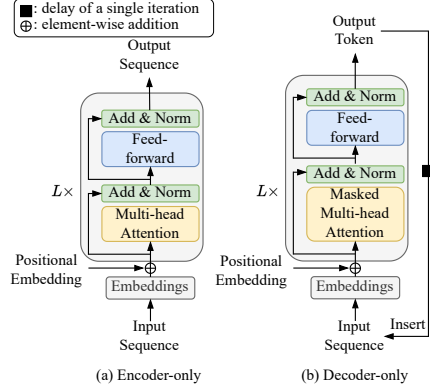 ■: delay of a single iteration
⊕: element-wise addition
Output
Sequence
Add & Norm
Feed-
forward
L×
Add & Norm
Multi-head
Attention
Positional
Embedding
Embeddings
Input
Sequence
(a) Encoder-only
Output
Token
Add & Norm
Feed-
forward
L×
Add & Norm
Masked
Multi-head
Attention
Positional
Embedding
Embeddings
Input
Sequence
Insert
(b) Decoder-only